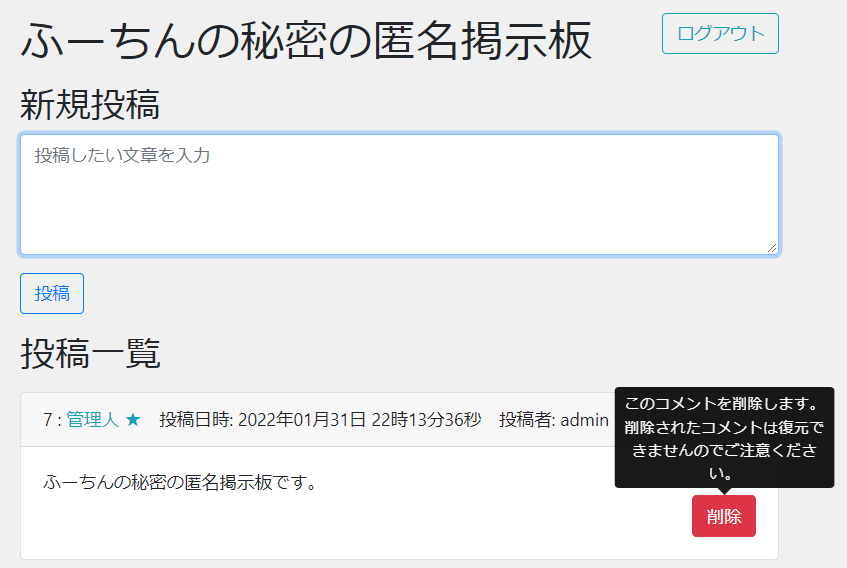 ふーちんの秘密の匿名掲示板
ログアウト
新規投稿
投稿したい文章を入力
投稿
投稿一覧
7 : 管理人 ★ 投稿日時: 2022年01月31日 22時13分36秒 投稿者: admin
このコメントを削除します。
削除されたコメントは復元で
きませんのでご注意くださ
い。
ふーちんの秘密の匿名掲示板です。
削除